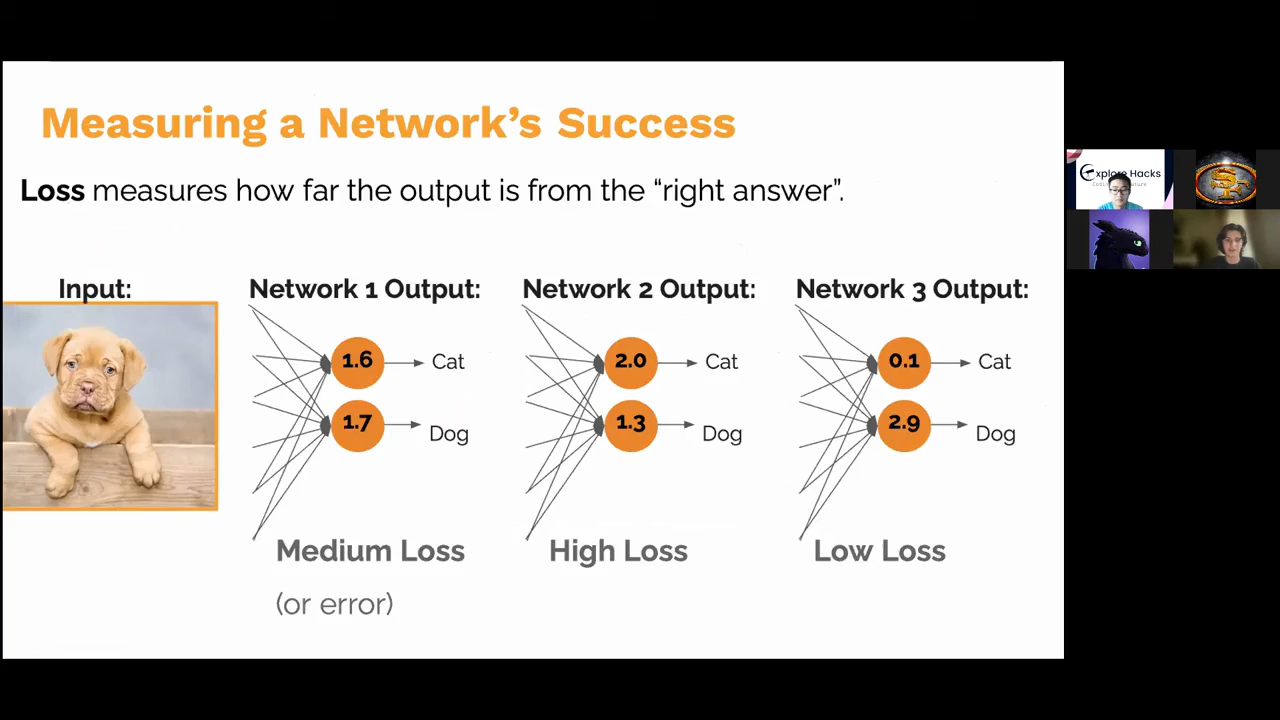 Measuring a Network’s Success
Loss measures how far the output is from the “right answer”.
Input:
Network 1 Output:
1.6
Cat
1.7
Dog
Medium Loss
(or error)
Network 2 Output:
2.0
Cat
1.3
Dog
High Loss
Network 3 Output:
0.1
Cat
2.9
Dog
Low Loss
Explore Hacks
SF